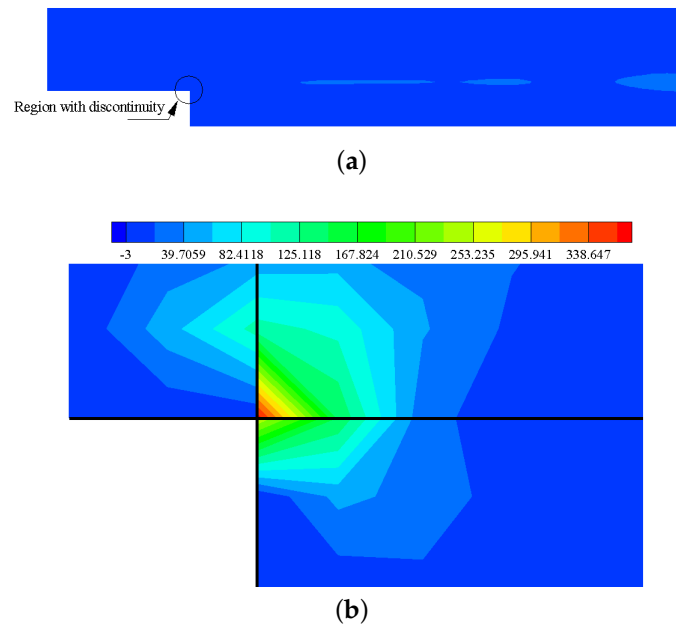 Region with discontinuity
(a)
-3 39.7059 82.4118 125.118 167.824 210.529 253.235 295.941 338.647
(b)